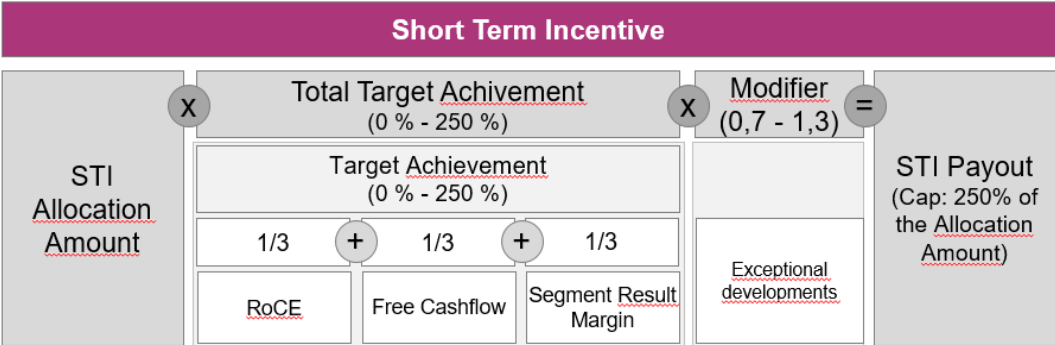 Short Term Incentive
STI
Allocation
Amount
x
Total Target Achivement
(0 % - 250 %)
x
Modifier
(0,7 - 1,3)
=
STI Payout
(Cap: 250% of
the Allocation
Amount)
Target Achievement
(0 % - 250 %)
1/3
+
1/3
+
1/3
RoCE
Free Cashflow
Segment Result
Margin
Exceptional
developments